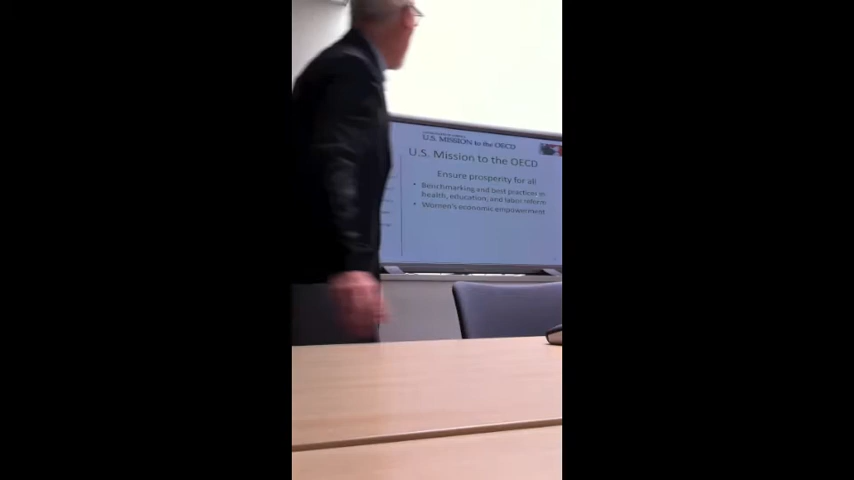 U.S. MISSION to the OECD
U.S. Mission to the OECD
Ensure prosperity for all
• Benchmarking and best practices in
health, education, and labor reform
• Women's economic empowerment